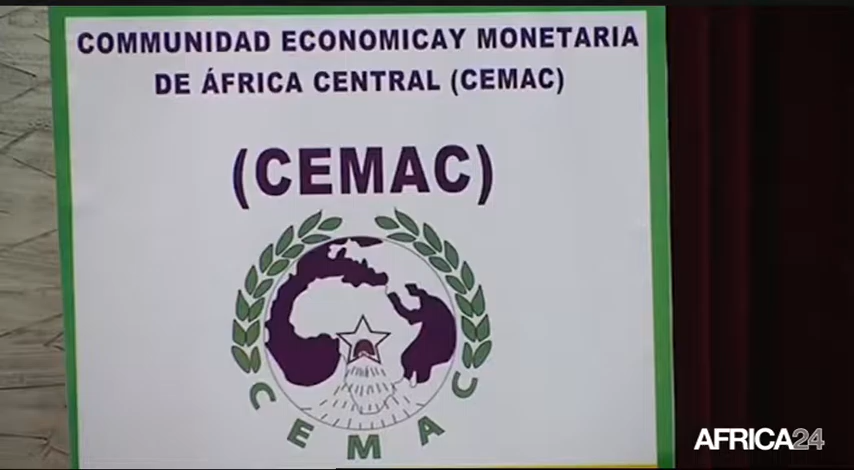 COMMUNIDAD ECONOMICAY MONETARIA
DE ÁFRICA CENTRAL (CEMAC)
(CEMAC)
CEMAC
AFRICA24